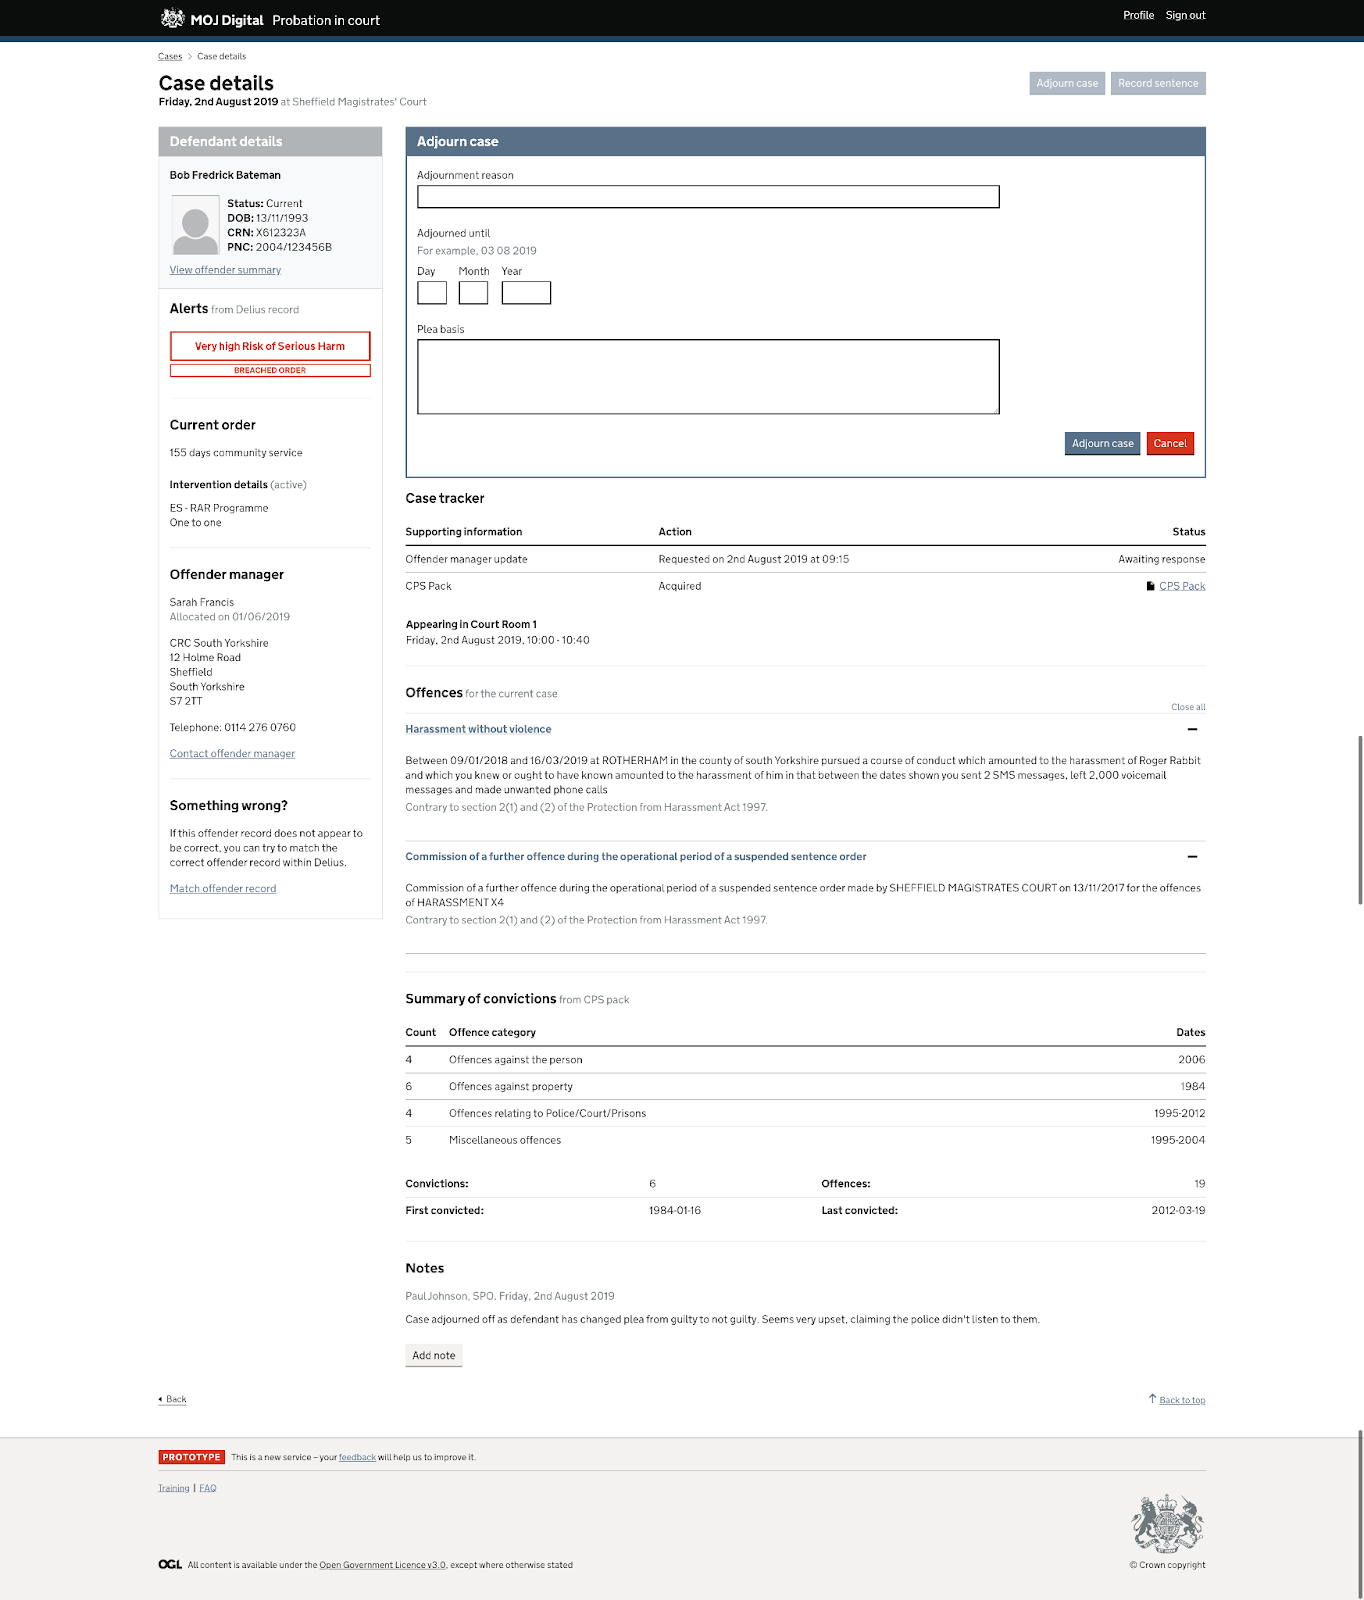 MOJ Digital Probation in court
Profile Sign out
Cases > Case details
Case details
Friday, 2nd August 2019 at Sheffield Magistrates' Court
Adjourn case Record sentence
Defendant details
Bob Fredrick Bateman
Status: Current
DOB: 13/11/1993
CRN: X612323A
PNC: 2004/123456B
View offender summary
Alerts from Delius record
Very high Risk of Serious Harm
BREACHED ORDER
Current order
155 days community service
Intervention details (active)
ES - RAR Programme
One to one
Offender manager
Sarah Francis
Allocated on 01/06/2019
CRC South Yorkshire
12 Holme Road
Sheffield
South Yorkshire
S7 2TT
Telephone: 0114 276 0760
Contact offender manager
Something wrong?
If this offender record does not appear to
be correct, you can try to match the
correct offender record within Delius.
Match offender record
Adjourn case
Adjournment reason
Adjourned until
For example, 03 08 2019
Day Month Year
Plea basis
Adjourn case Cancel
Case tracker
Supporting information Action Status
Offender manager update Requested on 2nd August 2019 at 09:15 Awaiting response
CPS Pack Acquired CPS Pack
Appearing in Court Room 1
Friday, 2nd August 2019, 10:00 - 10:40
Offences for the current case
Close all
Harassment without violence
Between 09/01/2018 and 16/03/2019 at ROTHERHAM in the county of south Yorkshire pursued a course of conduct which amounted to the harassment of Roger Rabbit
and which you knew or ought to have known amounted to the harassment of him in that between the dates shown you sent 2 SMS messages, left 2,000 voicemail
messages and made unwanted phone calls
Contrary to section 2(1) and (2) of the Protection from Harassment Act 1997.
Commission of a further offence during the operational period of a suspended sentence order
Commission of a further offence during the operational period of a suspended sentence order made by SHEFFIELD MAGISTRATES COURT on 13/11/2017 for the offences
of HARASSMENT X4
Contrary to section 2(1) and (2) of the Protection from Harassment Act 1997.
Summary of convictions from CPS pack
Count Offence category Dates
4 Offences against the person 2006
6 Offences against property 1984
4 Offences relating to Police/Court/Prisons 1995-2012
5 Miscellaneous offences 1995-2004
Convictions: 6 Offences: 19
First convicted: 1984-01-16 Last convicted: 2012-03-19
Notes
Paul Johnson, SPO. Friday, 2nd August 2019
Case adjourned off as defendant has changed plea from guilty to not guilty. Seems very upset, claiming the police didn't listen to them.
Add note
Back
Back to top
PROTOTYPE This is a new service – your feedback will help us to improve it.
Training | FAQ
OGL All content is available under the Open Government Licence v3.0, except where otherwise stated
© Crown copyright